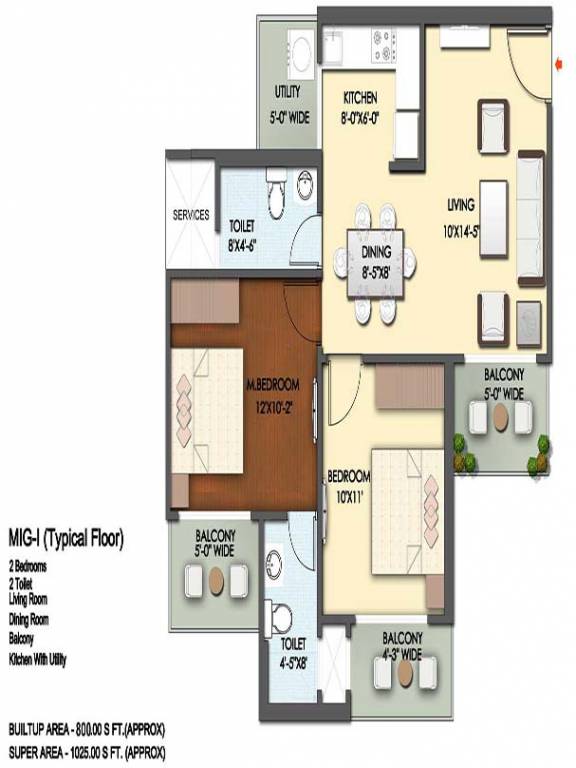 UTILITY
5'-0" WIDE
KITCHEN
8'-0"X6'-0"
LIVING
10'X14'-5"
SERVICES
TOILET
8'X4'-6"
DINING
8'-5"X8'
M.BEDROOM
12'X10'-2"
BALCONY
5'-0" WIDE
BEDROOM
10'X11'
BALCONY
5'-0" WIDE
TOILET
4'-5"X8'
BALCONY
4'-3" WIDE
MIG-I (Typical Floor)
2 Bedrooms
2 Toilet
Living Room
Dining Room
Balcony
Kitchen With Utility
BUILTUP AREA - 800.00 S FT.(APPROX)
SUPER AREA - 1025.00 S FT. (APPROX)